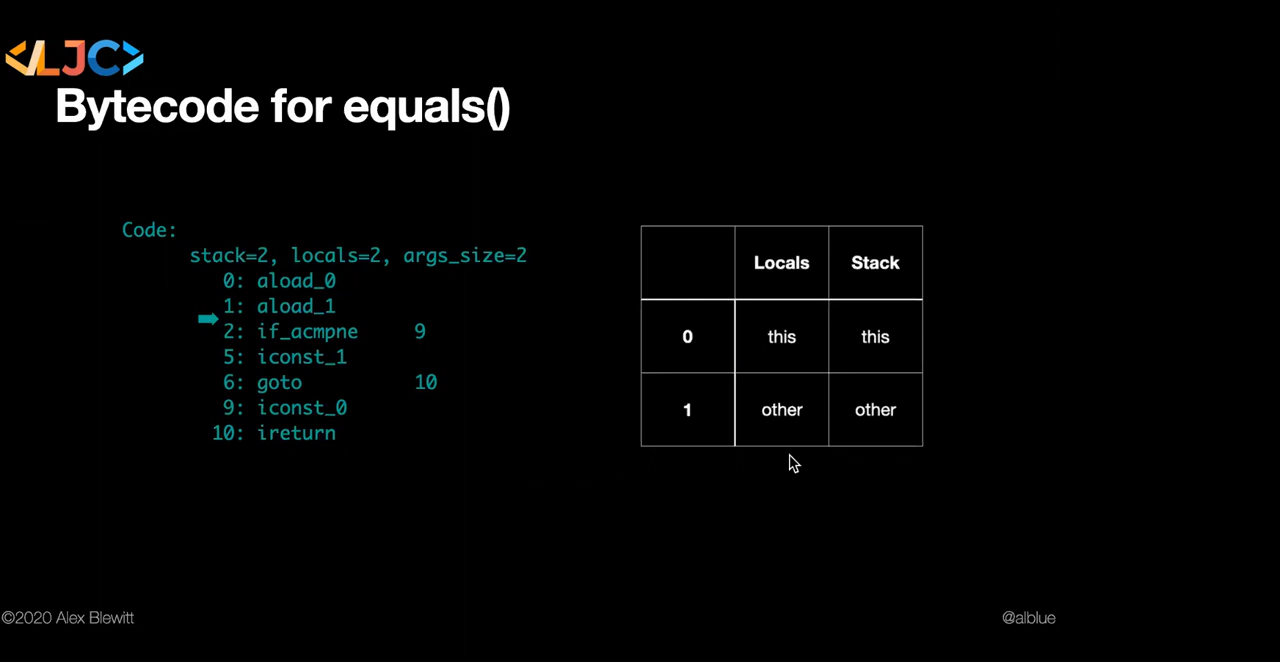 <LJC>
Bytecode for equals()
Code:
stack=2, locals=2, args_size=2
0: aload_0
1: aload_1
2: if_acmpne 9
5: iconst_1
6: goto 10
9: iconst_0
10: ireturn
Locals Stack
0 this this
1 other other
©2020 Alex Blewitt
@alblue